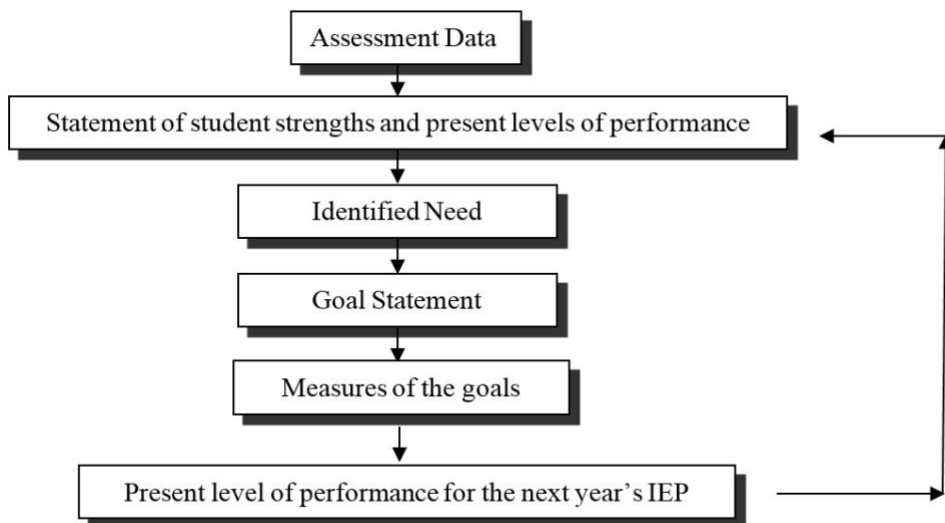 Assessment Data
Statement of student strengths and present levels of performance
Identified Need
Goal Statement
Measures of the goals
Present level of performance for the next year’s IEP